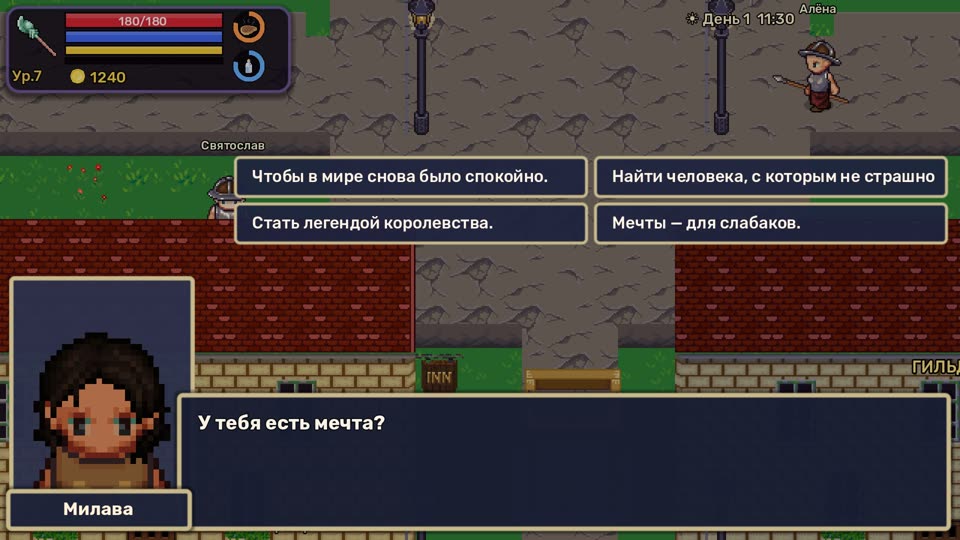 180/180
Ур.7
1240
Алёна
День 1 11:30
Святослав
Чтобы в мире снова было спокойно.
Найти человека, с которым не страшно
Стать легендой королевства.
Мечты — для слабаков.
INN
ГИЛЬД
У тебя есть мечта?
Милава